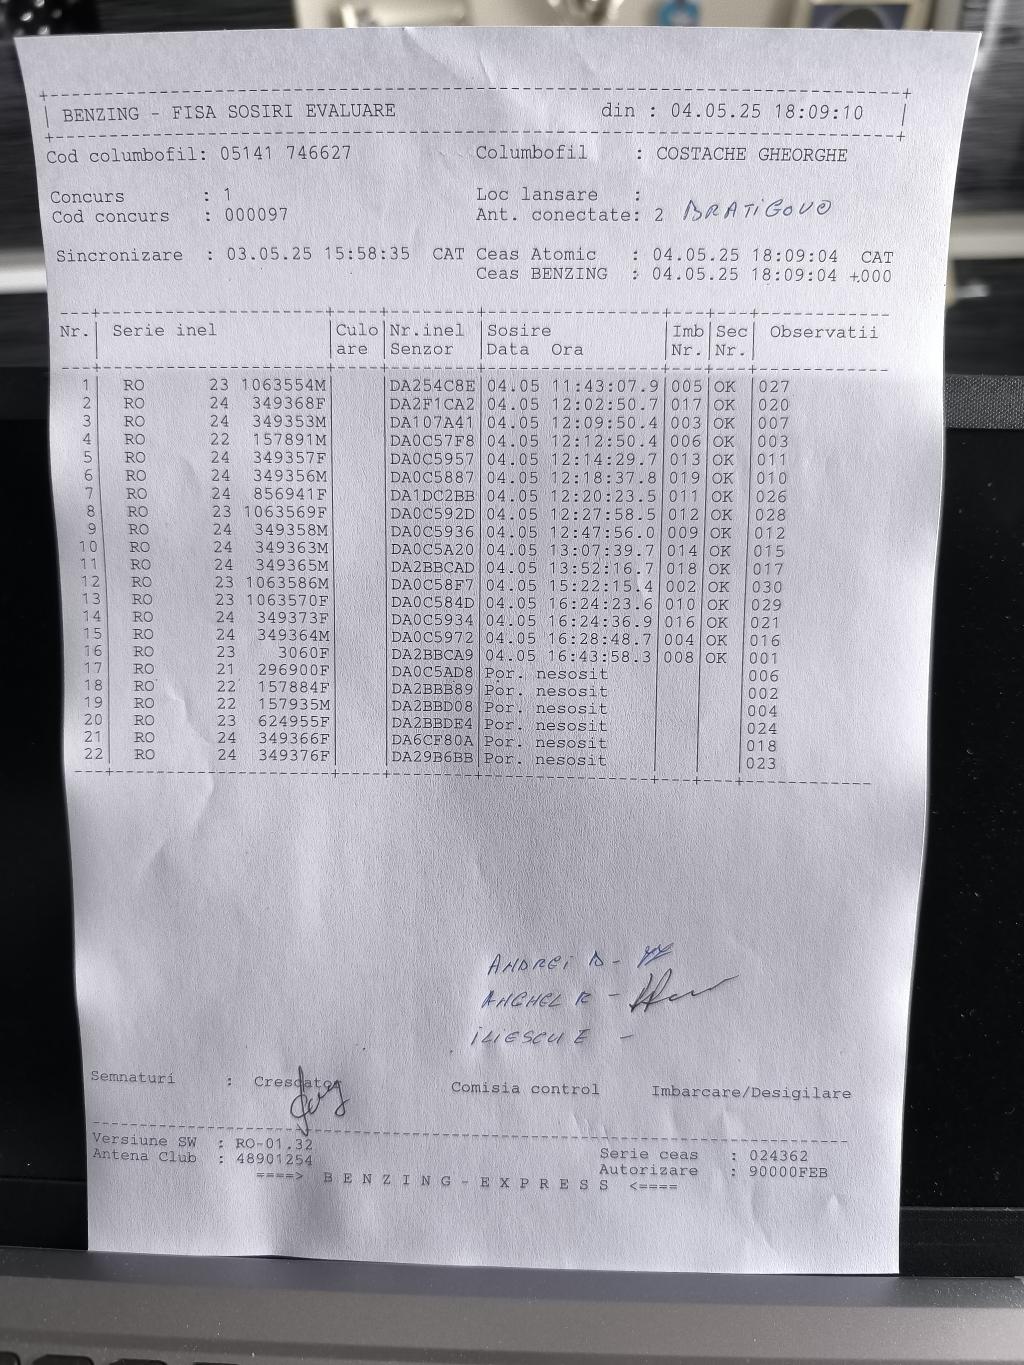 BENZING - FISA SOSIRI EVALUARE din : 04.05.25 18:09:10
Cod columbofil: 05141 746627 Columbofil : COSTACHE GHEORGHE
Concurs : 1 Loc lansare :
Cod concurs : 000097 Ant. conectate: 2 BRATIGOVO
Sincronizare : 03.05.25 15:58:35 CAT Ceas Atomic : 04.05.25 18:09:04 CAT
Ceas BENZING : 04.05.25 18:09:04 +000
Nr. Serie inel Culo Nr.inel Sosire Imb Sec Observatii
are Senzor Data Ora Nr. Nr.
1 RO 23 1063554M DA254C8E 04.05 11:43:07.9 005 OK 027
2 RO 24 349368F DA2F1CA2 04.05 12:02:50.7 017 OK 020
3 RO 24 349353M DA107A41 04.05 12:09:50.4 003 OK 007
4 RO 22 157891M DA0C57F8 04.05 12:12:50.4 006 OK 003
5 RO 24 349357F DA0C5957 04.05 12:14:29.7 013 OK 011
6 RO 24 349356M DA0C5887 04.05 12:18:37.8 019 OK 010
7 RO 24 856941F DA1DC2BB 04.05 12:20:23.5 011 OK 026
8 RO 23 1063569F DA0C592D 04.05 12:27:58.5 012 OK 028
9 RO 24 349358M DA0C5936 04.05 12:47:56.0 009 OK 012
10 RO 24 349363M DA0C5A20 04.05 13:07:39.7 014 OK 015
11 RO 24 349365M DA2BBCAD 04.05 13:52:16.7 018 OK 017
12 RO 23 1063586M DA0C58F7 04.05 15:22:15.4 002 OK 030
13 RO 23 1063570F DA0C584D 04.05 16:24:23.6 010 OK 029
14 RO 24 349373F DA0C5934 04.05 16:24:36.9 016 OK 021
15 RO 24 349364M DA0C5972 04.05 16:28:48.7 004 OK 016
16 RO 23 3060F DA2BBCA9 04.05 16:43:58.3 008 OK 001
17 RO 21 296900F DA0C5AD8 Por. nesosit 006
18 RO 22 157884F DA2BBB89 Por. nesosit 002
19 RO 22 157935M DA2BBD08 Por. nesosit 004
20 RO 23 624955F DA2BBDE4 Por. nesosit 024
21 RO 24 349366F DA6CF80A Por. nesosit 018
22 RO 24 349376F DA29B6BB Por. nesosit 023
ANDREI D -
ANGHEL R -
ILIESCU E -
Semnaturi : Crescator Comisia control Imbarcare/Desigilare
Versiune SW : RO-01.32 Serie ceas : 024362
Antena Club : 48901254 Autorizare : 90000FEB
====> B E N Z I N G - E X P R E S S <====